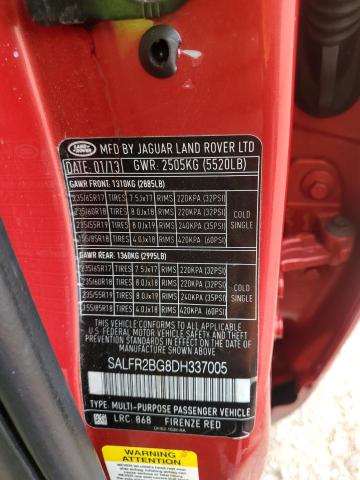 LAND ROVER
MFD BY JAGUAR LAND ROVER LTD
DATE: 01/13 GWR: 2505KG (5520LB)
GAWR FRONT: 1310KG (2885LB)
235/65R17 TIRES 7.5Jx17 RIMS 220KPA (32PSI)
235/60R18 TIRES 8.0Jx18 RIMS 220KPA (32PSI) COLD
235/55R19 TIRES 8.0Jx19 RIMS 240KPA (35PSI) SINGLE
155/85R18 TIRES 4.0Jx18 RIMS 420KPA (60PSI)
GAWR REAR: 1360KG (2995LB)
235/65R17 TIRES 7.5Jx17 RIMS 220KPA (32PSI)
235/60R18 TIRES 8.0Jx18 RIMS 220KPA (32PSI) COLD
235/55R19 TIRES 8.0Jx19 RIMS 240KPA (35PSI) SINGLE
155/85R18 TIRES 4.0Jx18 RIMS 420KPA (60PSI)
THIS VEHICLE CONFORMS TO ALL APPLICABLE
U.S. FEDERAL MOTOR VEHICLE SAFETY, BUMPER
AND THEFT PREVENTION STANDARDS IN EFFECT ON
THE DATE OF MANUFACTURE SHOWN ABOVE
SALFR2BG8DH337005
TYPE: MULTI-PURPOSE PASSENGER VEHICLE
LRC 868 FIRENZE RED
WARNING
ATTENTION